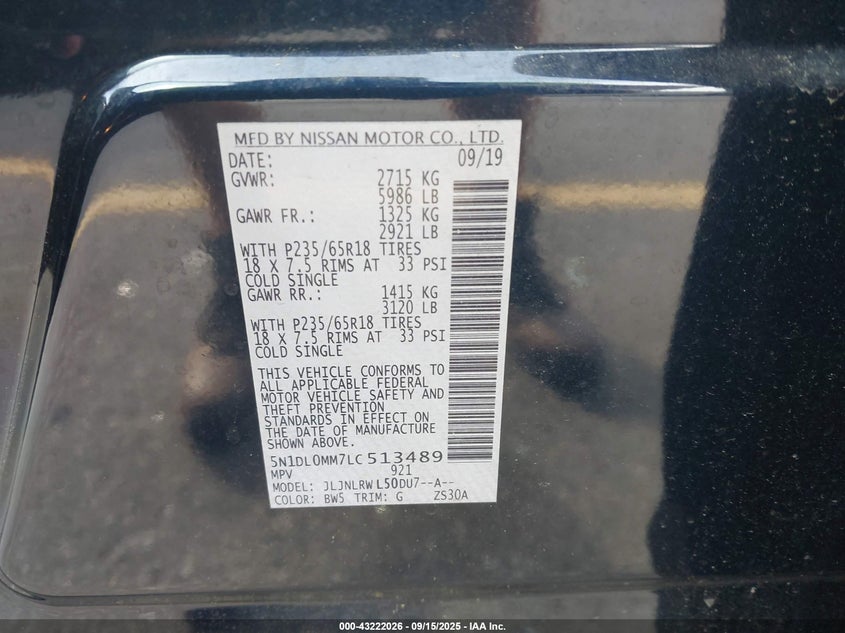 MFD BY NISSAN MOTOR CO., LTD.
DATE: 09/19
GVWR: 2715 KG
5986 LB
GAWR FR.: 1325 KG
2921 LB
WITH P235/65R18 TIRES
18 X 7.5 RIMS AT 33 PSI
COLD SINGLE
GAWR RR.: 1415 KG
3120 LB
WITH P235/65R18 TIRES
18 X 7.5 RIMS AT 33 PSI
COLD SINGLE
THIS VEHICLE CONFORMS TO
ALL APPLICABLE FEDERAL
MOTOR VEHICLE SAFETY AND
THEFT PREVENTION
STANDARDS IN EFFECT ON
THE DATE OF MANUFACTURE
SHOWN ABOVE.
5N1DL0MM7LC513489
MPV 921
MODEL: JLJNLRWL50DU7--A--
COLOR: BW5 TRIM: G ZS30A
000-43222026 - 09/15/2025 - IAA Inc.